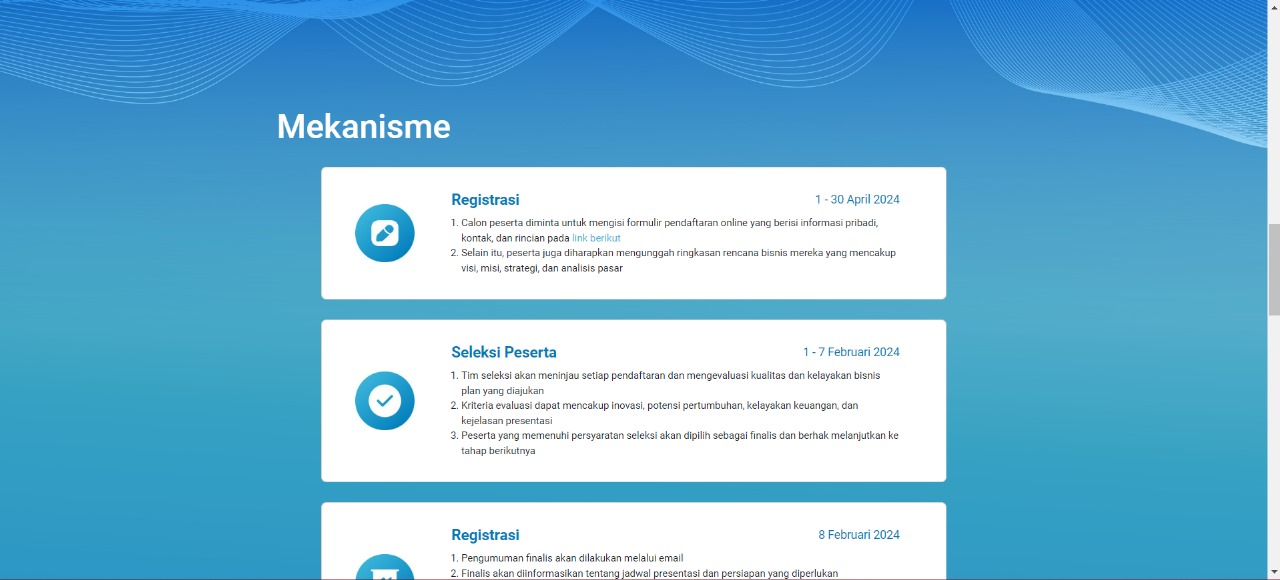 Mekanisme
Registrasi
1 - 30 April 2024
1. Calon peserta diminta untuk mengisi formulir pendaftaran online yang berisi informasi pribadi,
kontak, dan rincian pada link berikut
2. Selain itu, peserta juga diharapkan mengunggah ringkasan rencana bisnis mereka yang mencakup
visi, misi, strategi, dan analisis pasar
Seleksi Peserta
1 - 7 Februari 2024
1. Tim seleksi akan meninjau setiap pendaftaran dan mengevaluasi kualitas dan kelayakan bisnis
plan yang diajukan
2. Kriteria evaluasi dapat mencakup inovasi, potensi pertumbuhan, kelayakan keuangan, dan
kejelasan presentasi
3. Peserta yang memenuhi persyaratan seleksi akan dipilih sebagai finalis dan berhak melanjutkan ke
tahap berikutnya
Registrasi
8 Februari 2024
1. Pengumuman finalis akan dilakukan melalui email
2. Finalis akan diinformasikan tentang jadwal presentasi dan persiapan yang diperlukan